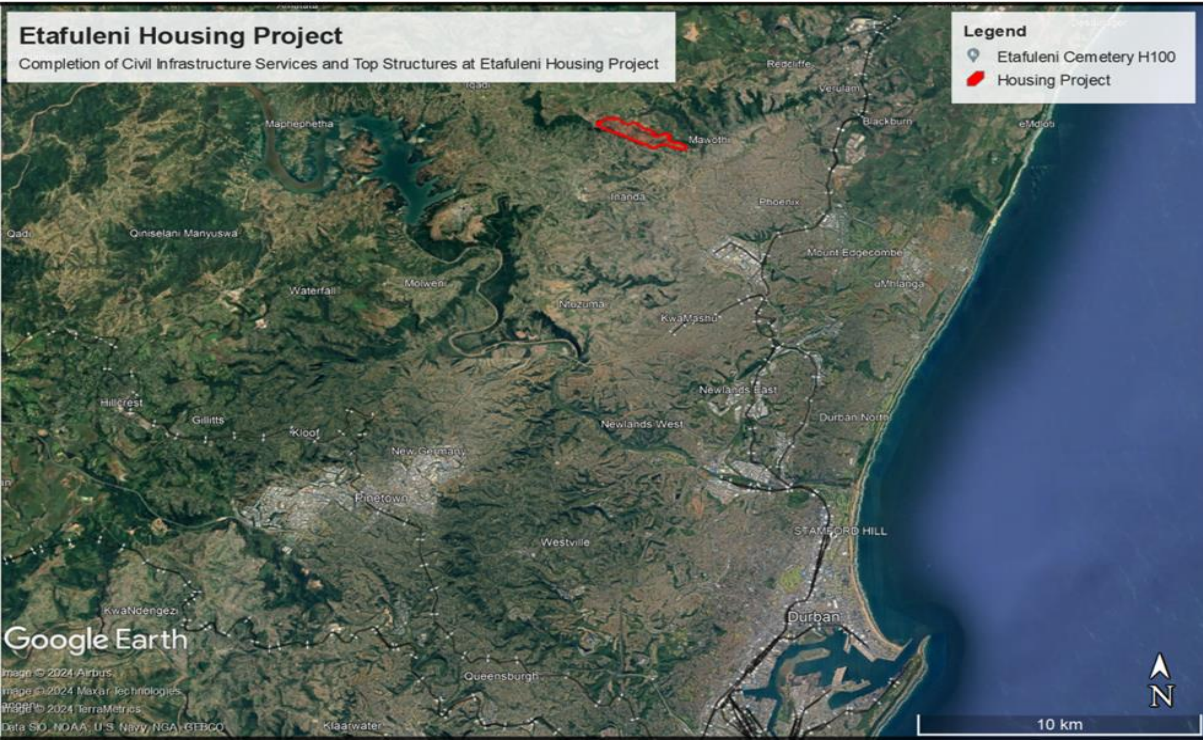 Etafuleni Housing Project
Completion of Civil Infrastructure Services and Top Structures at Etafuleni Housing Project
Legend
Etafuleni Cemetery H100
Housing Project
Redcliffe
Verulam
Iqadi
Maphephetha
Blackburn
eMdloti
Mawothi
Inanda
Phoenix
Qadi
Qiniselani Manyuswa
Mount Edgecombe
Molweni
uMhlanga
Waterfall
Ntuzuma
KwaMashu
Newlands East
Hillcrest
Gillitts
Durban North
Kloof
Newlands West
New Germany
Pinetown
STAMFORD HILL
Westville
KwaNdengezi
Durban
Google Earth
Image © 2024 Airbus
Image © 2024 Maxar Technologies
Image © 2024 TerraMetrics
Data SIO, NOAA, U.S. Navy, NGA, GEBCO
Queensburgh
Klaarwater
N
10 km